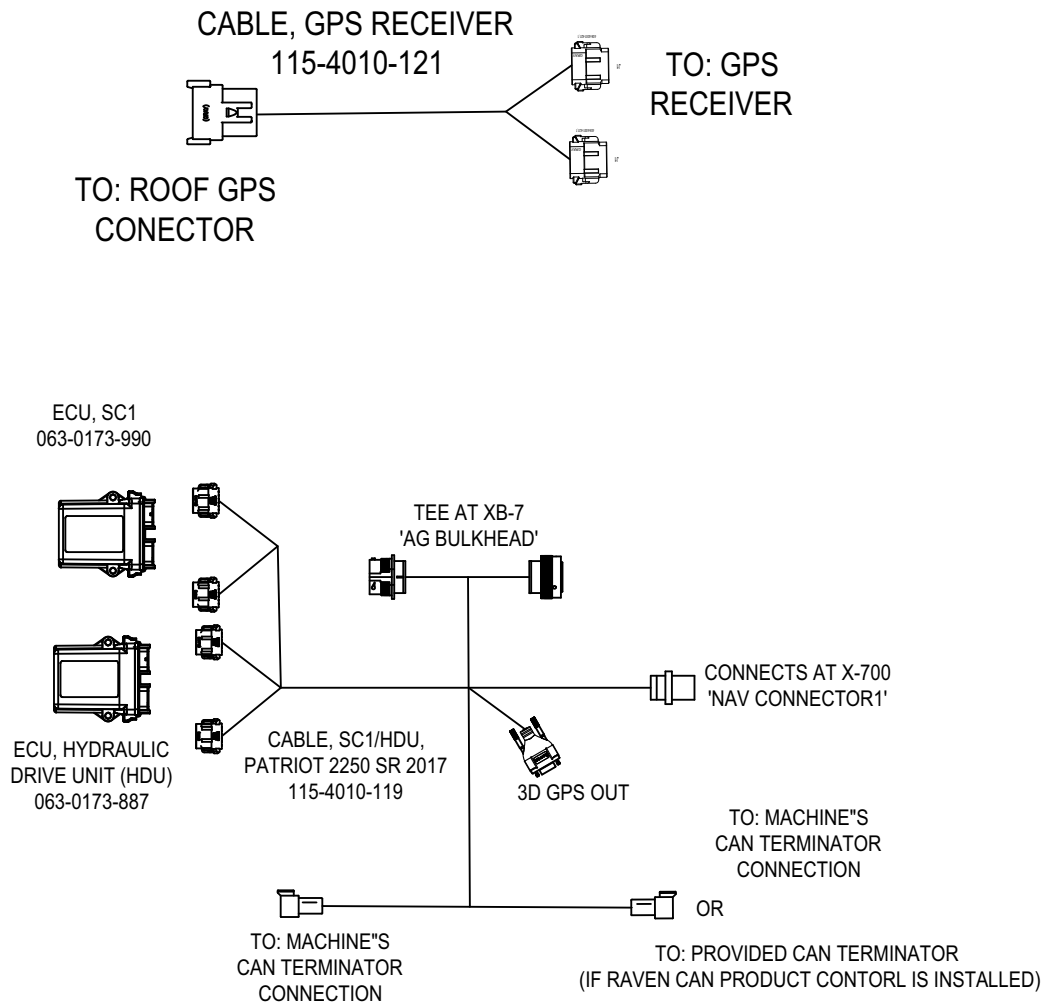 CABLE, GPS RECEIVER
115-4010-121
TO: GPS
RECEIVER
TO: ROOF GPS
CONECTOR
ECU, SC1
063-0173-990
TEE AT XB-7
'AG BULKHEAD'
CONNECTS AT X-700
'NAV CONNECTOR1'
ECU, HYDRAULIC
DRIVE UNIT (HDU)
063-0173-887
CABLE, SC1/HDU,
PATRIOT 2250 SR 2017
115-4010-119
3D GPS OUT
TO: MACHINE"S
CAN TERMINATOR
CONNECTION
OR
TO: MACHINE"S
CAN TERMINATOR
CONNECTION
TO: PROVIDED CAN TERMINATOR
(IF RAVEN CAN PRODUCT CONTORL IS INSTALLED)